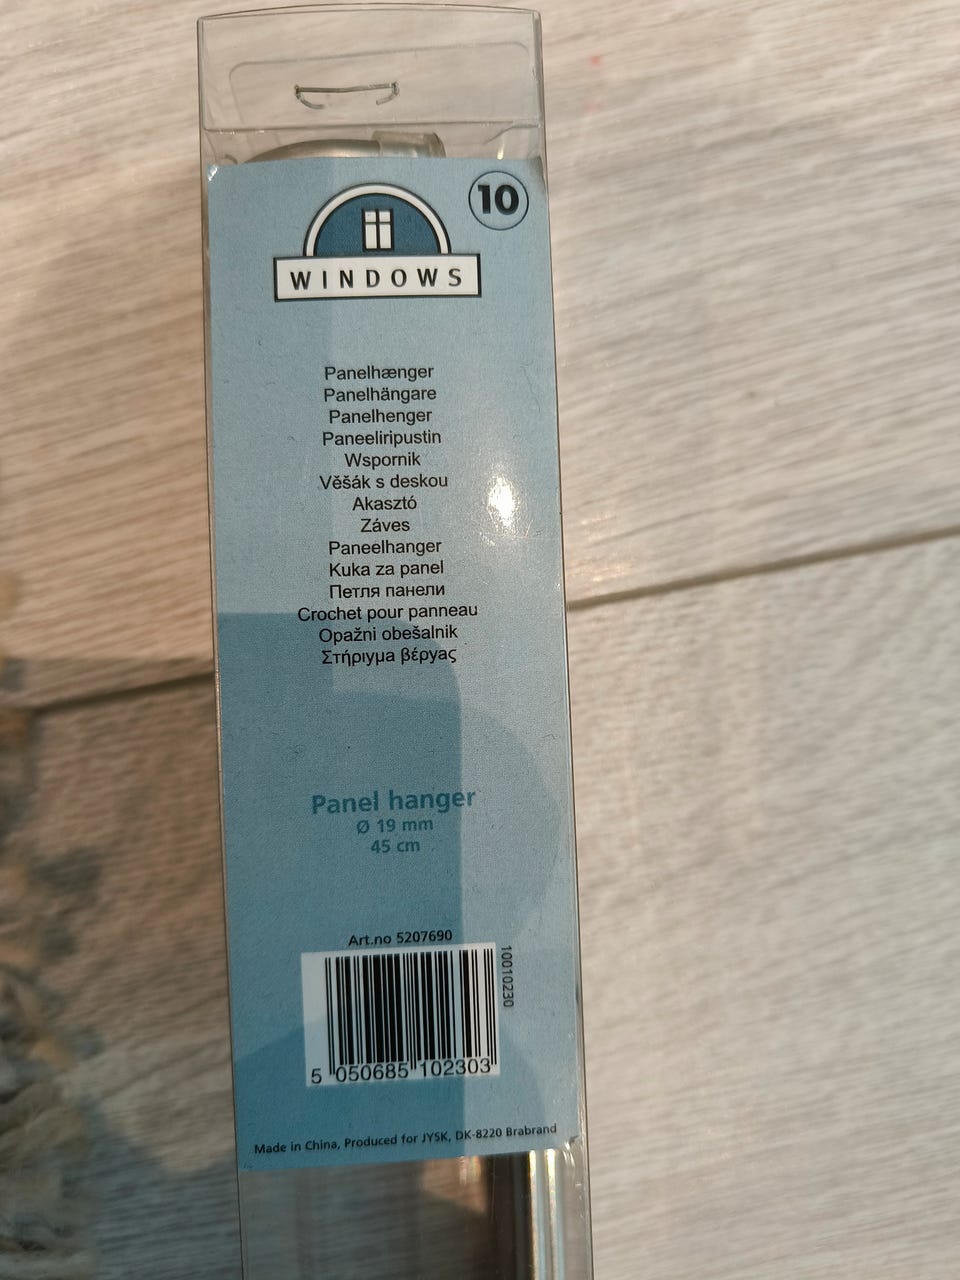 10
WINDOWS
Panelhænger
Panelhängare
Panelhenger
Paneeliripustin
Wspornik
Věšák s deskou
Akasztó
Záves
Paneelhanger
Kuka za panel
Петля панели
Crochet pour panneau
Opažni obešalnik
Στήριγμα βέργας
Panel hanger
Ø 19 mm
45 cm
Art.no 5207690
10010230
5 050685 102303
Made in China, Produced for JYSK, DK-8220 Brabrand